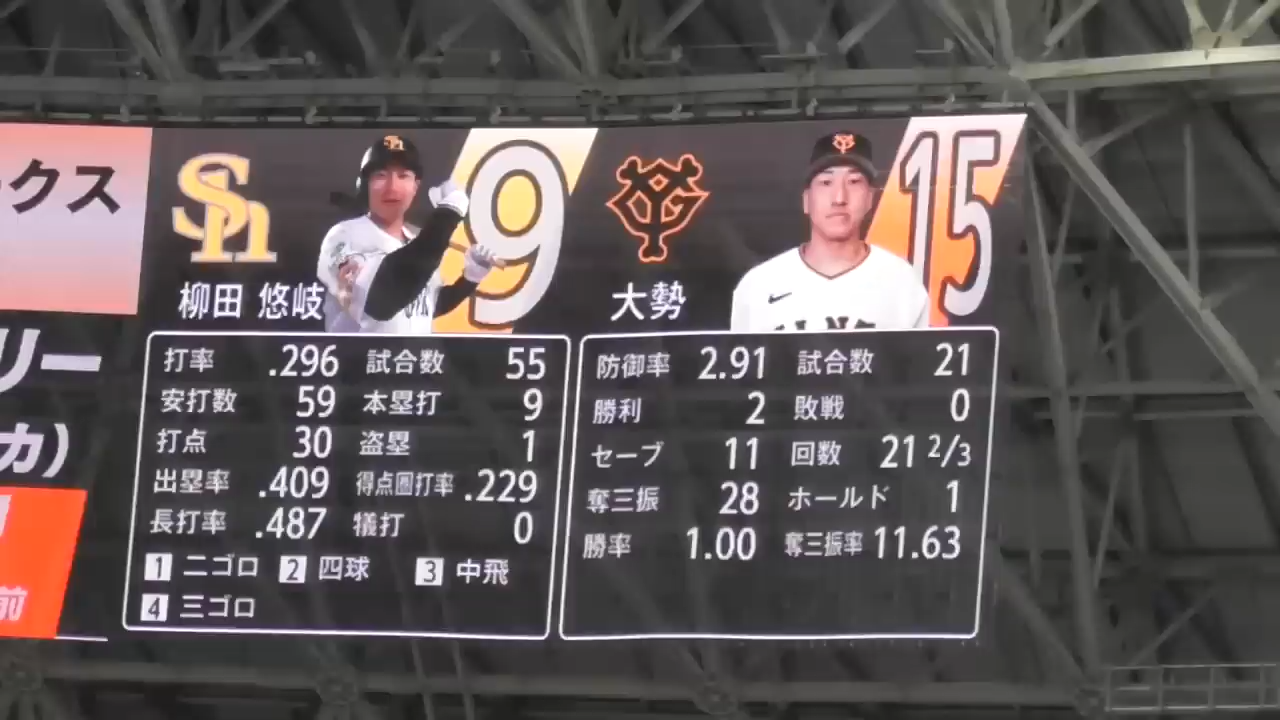 クス
リー
カ)
前
Sh
9
柳田 悠岐
打率 .296 試合数 55
安打数 59 本塁打 9
打点 30 盗塁 1
出塁率 .409 得点圏打率 .229
長打率 .487 犠打 0
1 二ゴロ 2 四球 3 中飛
4 三ゴロ
YG
15
大勢
防御率 2.91 試合数 21
勝利 2 敗戦 0
セーブ 11 回数 21 2/3
奪三振 28 ホールド 1
勝率 1.00 奪三振率 11.63